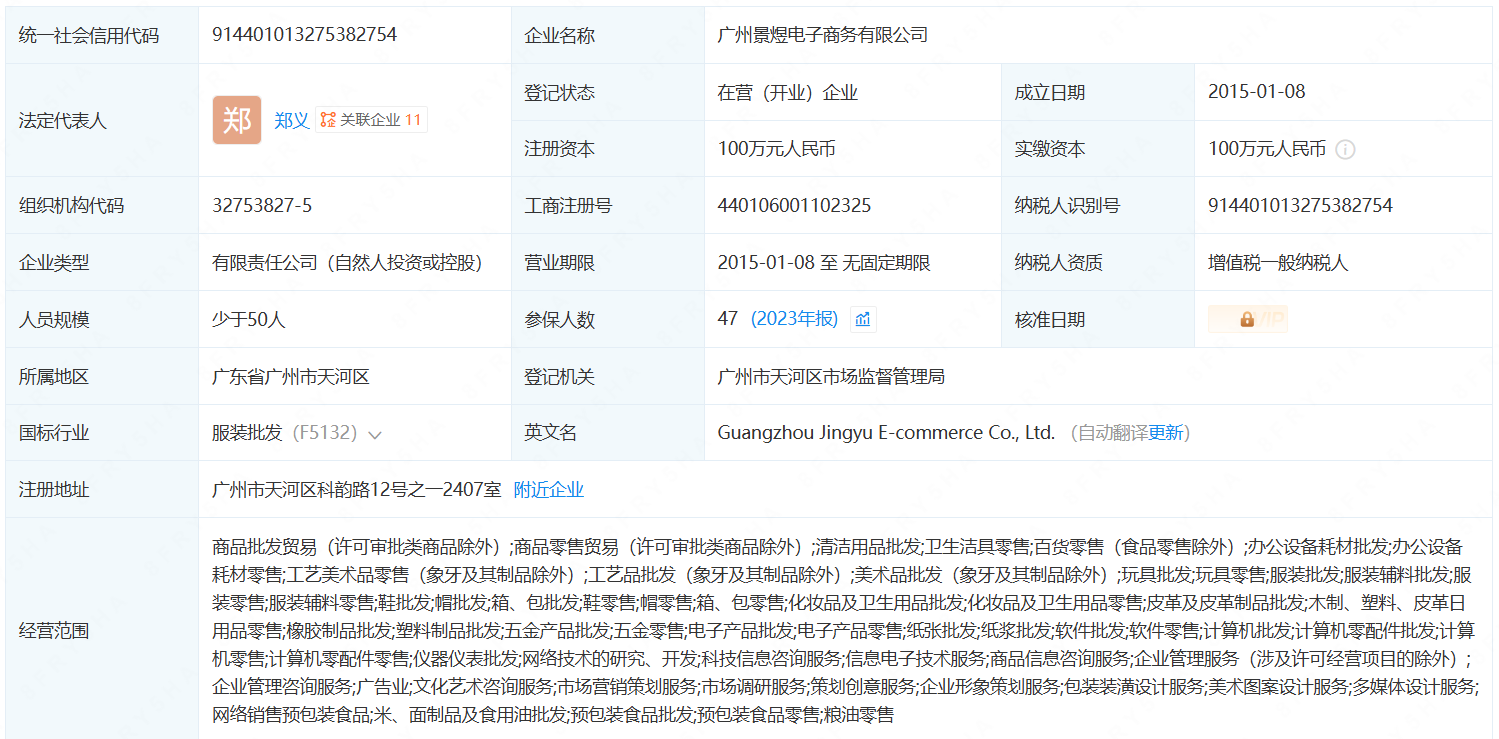 统一社会信用代码 914401013275382754 企业名称 广州景煜电子商务有限公司
法定代表人 郑 郑义 关联企业 11
登记状态 在营（开业）企业 成立日期 2015-01-08
注册资本 100万元人民币 实缴资本 100万元人民币
组织机构代码 32753827-5 工商注册号 440106001102325 纳税人识别号 914401013275382754
企业类型 有限责任公司（自然人投资或控股） 营业期限 2015-01-08 至 无固定期限 纳税人资质 增值税一般纳税人
人员规模 少于50人 参保人数 47 (2023年报) 核准日期 VIP
所属地区 广东省广州市天河区 登记机关 广州市天河区市场监督管理局
国标行业 服装批发（F5132） 英文名 Guangzhou Jingyu E-commerce Co., Ltd. （自动翻译更新）
注册地址 广州市天河区科韵路12号之一2407室 附近企业
经营范围
商品批发贸易（许可审批类商品除外）;商品零售贸易（许可审批类商品除外）;清洁用品批发;卫生洁具零售;百货零售（食品零售除外）;办公设备耗材批发;办公设备
耗材零售;工艺美术品零售（象牙及其制品除外）;工艺品批发（象牙及其制品除外）;美术品批发（象牙及其制品除外）;玩具批发;玩具零售;服装批发;服装辅料批发;服
装零售;服装辅料零售;鞋批发;帽批发;箱、包批发;鞋零售;帽零售;箱、包零售;化妆品及卫生用品批发;化妆品及卫生用品零售;皮革及皮革制品批发;木制、塑料、皮革日
用品零售;橡胶制品批发;塑料制品批发;五金产品批发;五金零售;电子产品批发;电子产品零售;纸张批发;纸浆批发;软件批发;软件零售;计算机批发;计算机零配件批发;计算
机零售;计算机零配件零售;仪器仪表批发;网络技术的研究、开发;科技信息咨询服务;信息电子技术服务;商品信息咨询服务;企业管理服务（涉及许可经营项目的除外）;
企业管理咨询服务;广告业;文化艺术咨询服务;市场营销策划服务;市场调研服务;策划创意服务;企业形象策划服务;包装装潢设计服务;美术图案设计服务;多媒体设计服务;
网络销售预包装食品;米、面制品及食用油批发;预包装食品批发;预包装食品零售;粮油零售